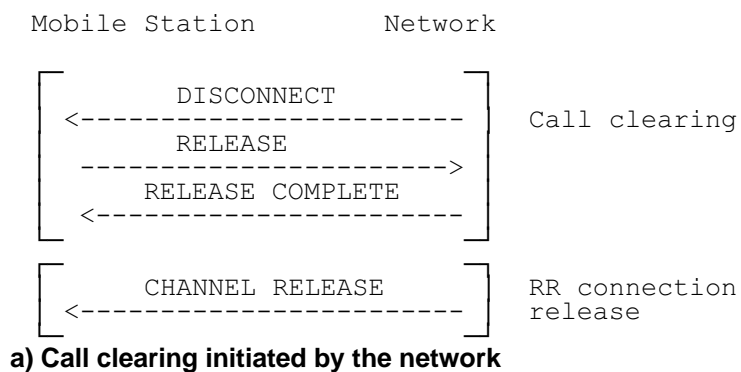 Mobile Station Network
DISCONNECT
<------------------------ Call clearing
RELEASE
----------------------->
RELEASE COMPLETE
<-----------------------
CHANNEL RELEASE RR connection
<------------------------ release
a) Call clearing initiated by the network